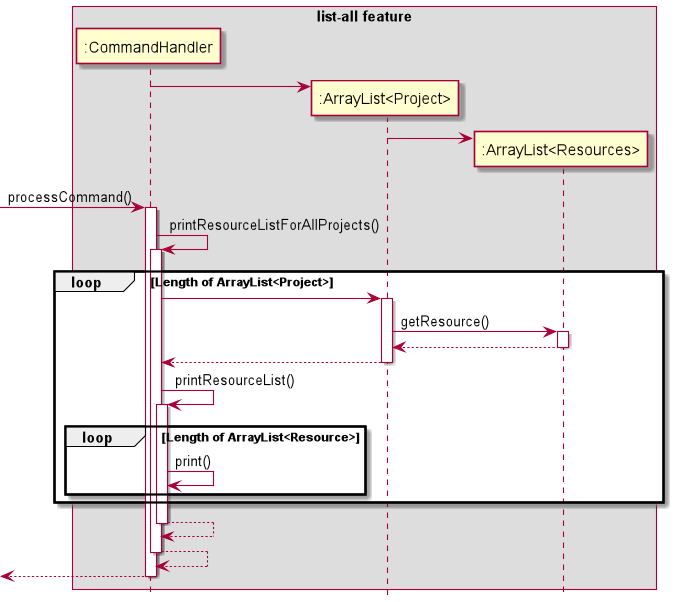 list-all feature
:CommandHandler
:ArrayList<Project>
:ArrayList<Resources>
processCommand()
printResourceListForAllProjects()
loop [Length of ArrayList<Project>]
getResource()
printResourceList()
loop [Length of ArrayList<Resource>]
print()